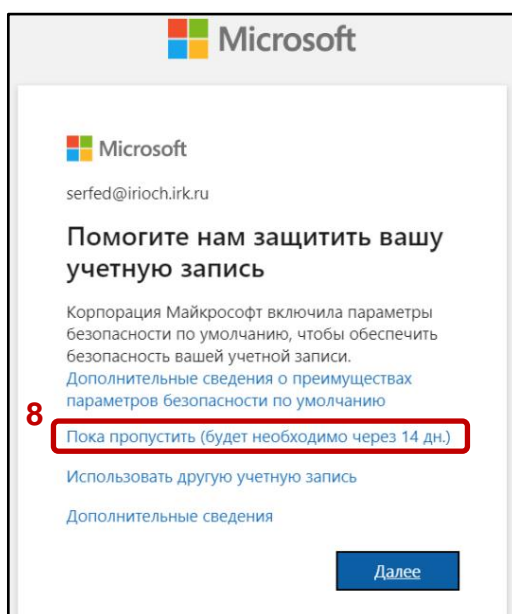 Microsoft
Microsoft
serfed@irioch.irk.ru
Помогите нам защитить вашу
учетную запись
Корпорация Майкрософт включила параметры
безопасности по умолчанию, чтобы обеспечить
безопасность вашей учетной записи.
Дополнительные сведения о преимуществах
параметров безопасности по умолчанию
8
Пока пропустить (будет необходимо через 14 дн.)
Использовать другую учетную запись
Дополнительные сведения
Далее